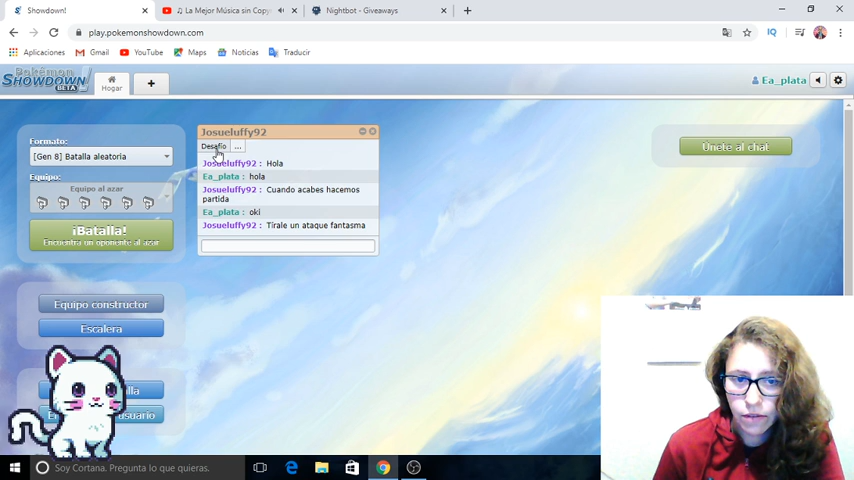 Showdown!
♫ La Mejor Música sin Copy
Nightbot - Giveaways
play.pokemonshowdown.com
Aplicaciones
Gmail
YouTube
Maps
Noticias
Traducir
Pokémon
SHOWDOWN
BETA
Hogar
Ea_plata
Formato:
[Gen 8] Batalla aleatoria
Equipo:
Equipo al azar
¡Batalla!
Encuentra un oponente al azar
Equipo constructor
Escalera
Josueluffy92
Desafío
...
Josueluffy92 : Hola
Ea_plata : hola
Josueluffy92 : Cuando acabes hacemos
partida
Ea_plata : oki
Josueluffy92 : Tírale un ataque fantasma
Únete al chat
usuario
Soy Cortana. Pregunta lo que quieras.